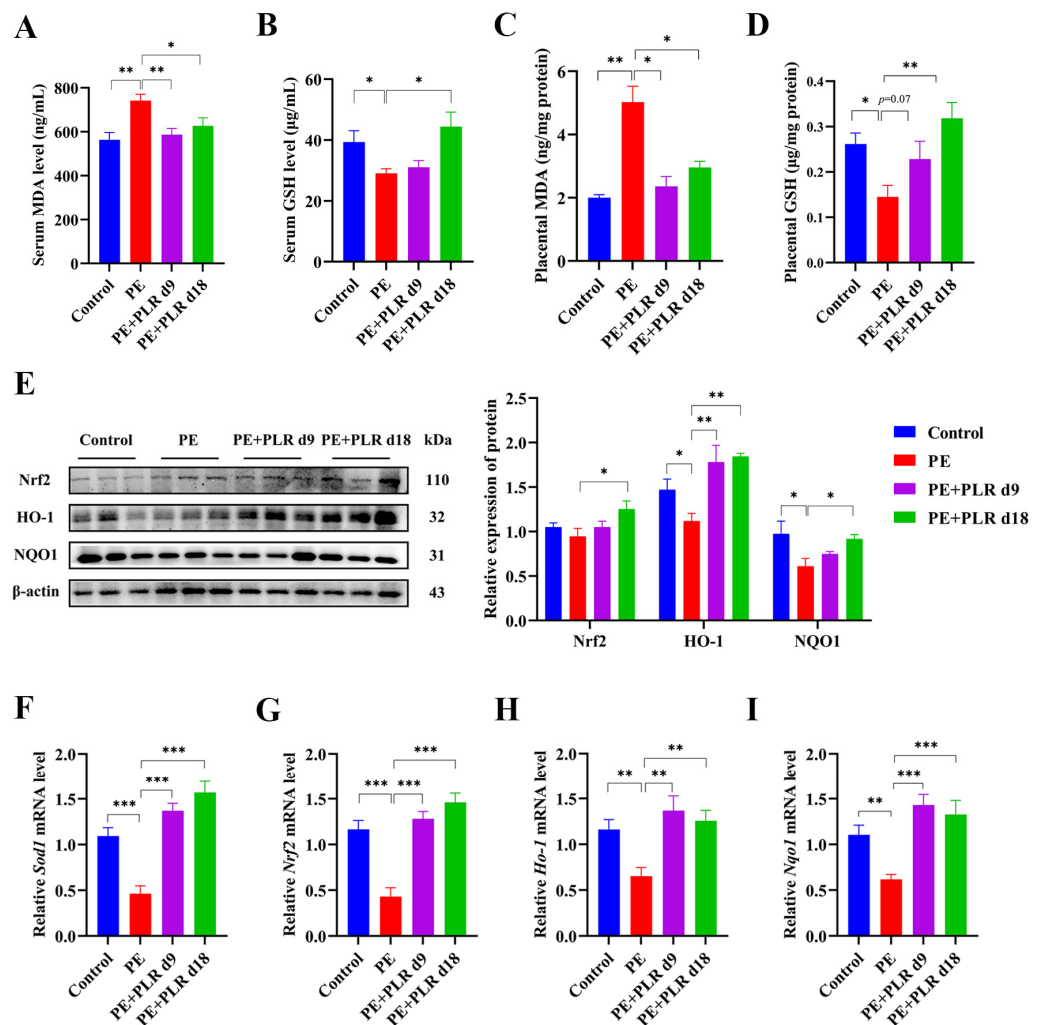 A
B
C
D
Serum MDA level (ng/mL)
800
600
400
200
0
** ** *
Control
PE
PE+PLR d9
PE+PLR d18
Serum GSH level (μg/mL)
60
40
20
0
* *
Control
PE
PE+PLR d9
PE+PLR d18
Placental MDA (ng/mg protein)
6
4
2
0
** * *
Control
PE
PE+PLR d9
PE+PLR d18
Placental GSH (μg/mg protein)
0.4
0.3
0.2
0.1
0.0
* p=0.07 **
Control
PE
PE+PLR d9
PE+PLR d18
E
Control PE PE+PLR d9 PE+PLR d18 kDa
Nrf2 110
HO-1 32
NQO1 31
β-actin 43
Relative expression of protein
2.5
2.0
1.5
1.0
0.5
0.0
* * ** ** * *
Nrf2 HO-1 NQO1
Control
PE
PE+PLR d9
PE+PLR d18
F
G
H
I
Relative Sod1 mRNA level
2.0
1.5
1.0
0.5
0.0
*** *** ***
Control
PE
PE+PLR d9
PE+PLR d18
Relative Nrf2 mRNA level
2.0
1.5
1.0
0.5
0.0
*** *** ***
Control
PE
PE+PLR d9
PE+PLR d18
Relative Ho-1 mRNA level
2.0
1.5
1.0
0.5
0.0
** ** **
Control
PE
PE+PLR d9
PE+PLR d18
Relative Nqo1 mRNA level
2.0
1.5
1.0
0.5
0.0
** *** ***
Control
PE
PE+PLR d9
PE+PLR d18